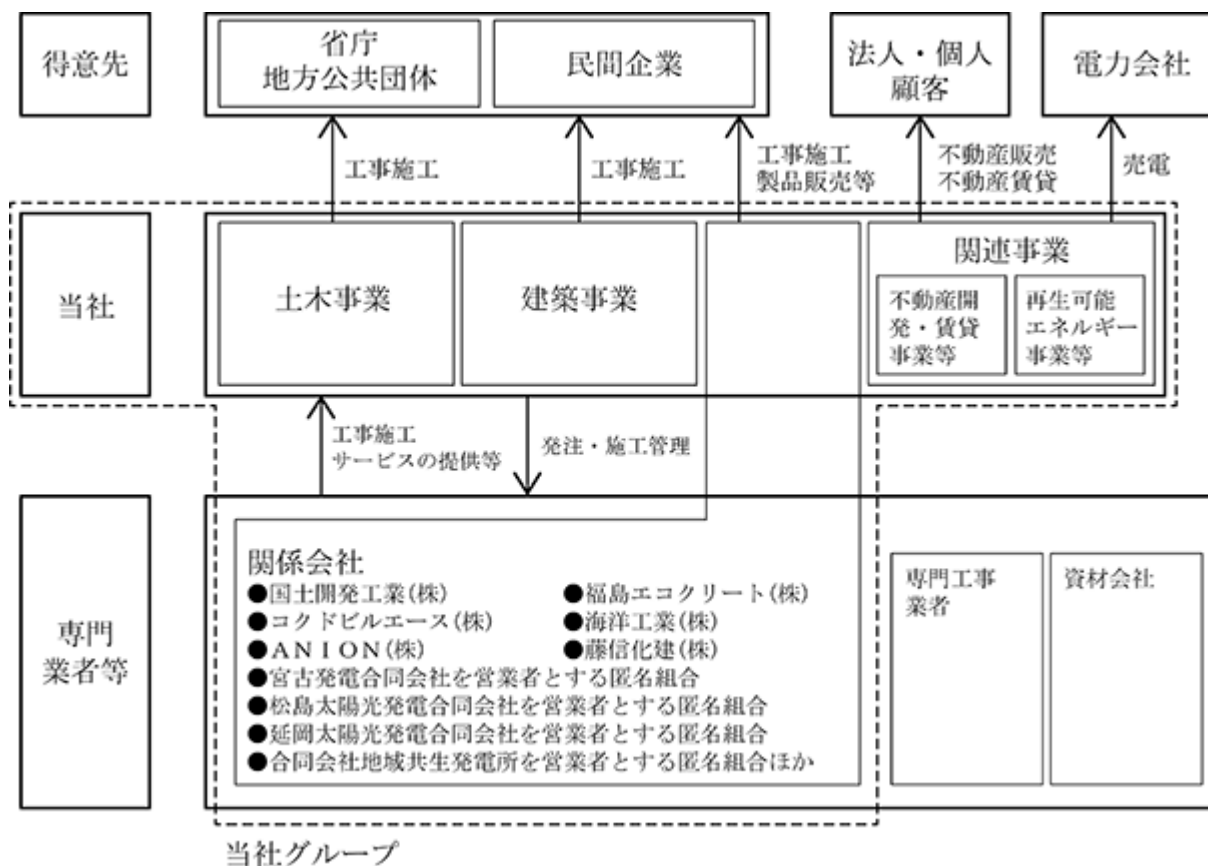 得意先
省庁
地方公共団体
民間企業
法人・個人
顧客
電力会社
工事施工
工事施工
工事施工
製品販売等
不動産販売
不動産賃貸
売電
当社
土木事業
建築事業
関連事業
不動産開
発・賃貸
事業等
再生可能
エネルギー
事業等
工事施工
サービスの提供等
発注・施工管理
専門
業者等
関係会社
●国土開発工業(株)
●福島エコクリート(株)
●コクドビルエース(株)
●海洋工業(株)
●ＡＮＩＯＮ(株)
●藤信化建(株)
●宮古発電合同会社を営業者とする匿名組合
●松島太陽光発電合同会社を営業者とする匿名組合
●延岡太陽光発電合同会社を営業者とする匿名組合
●合同会社地域共生発電所を営業者とする匿名組合ほか
専門工事
業者
資材会社
当社グループ